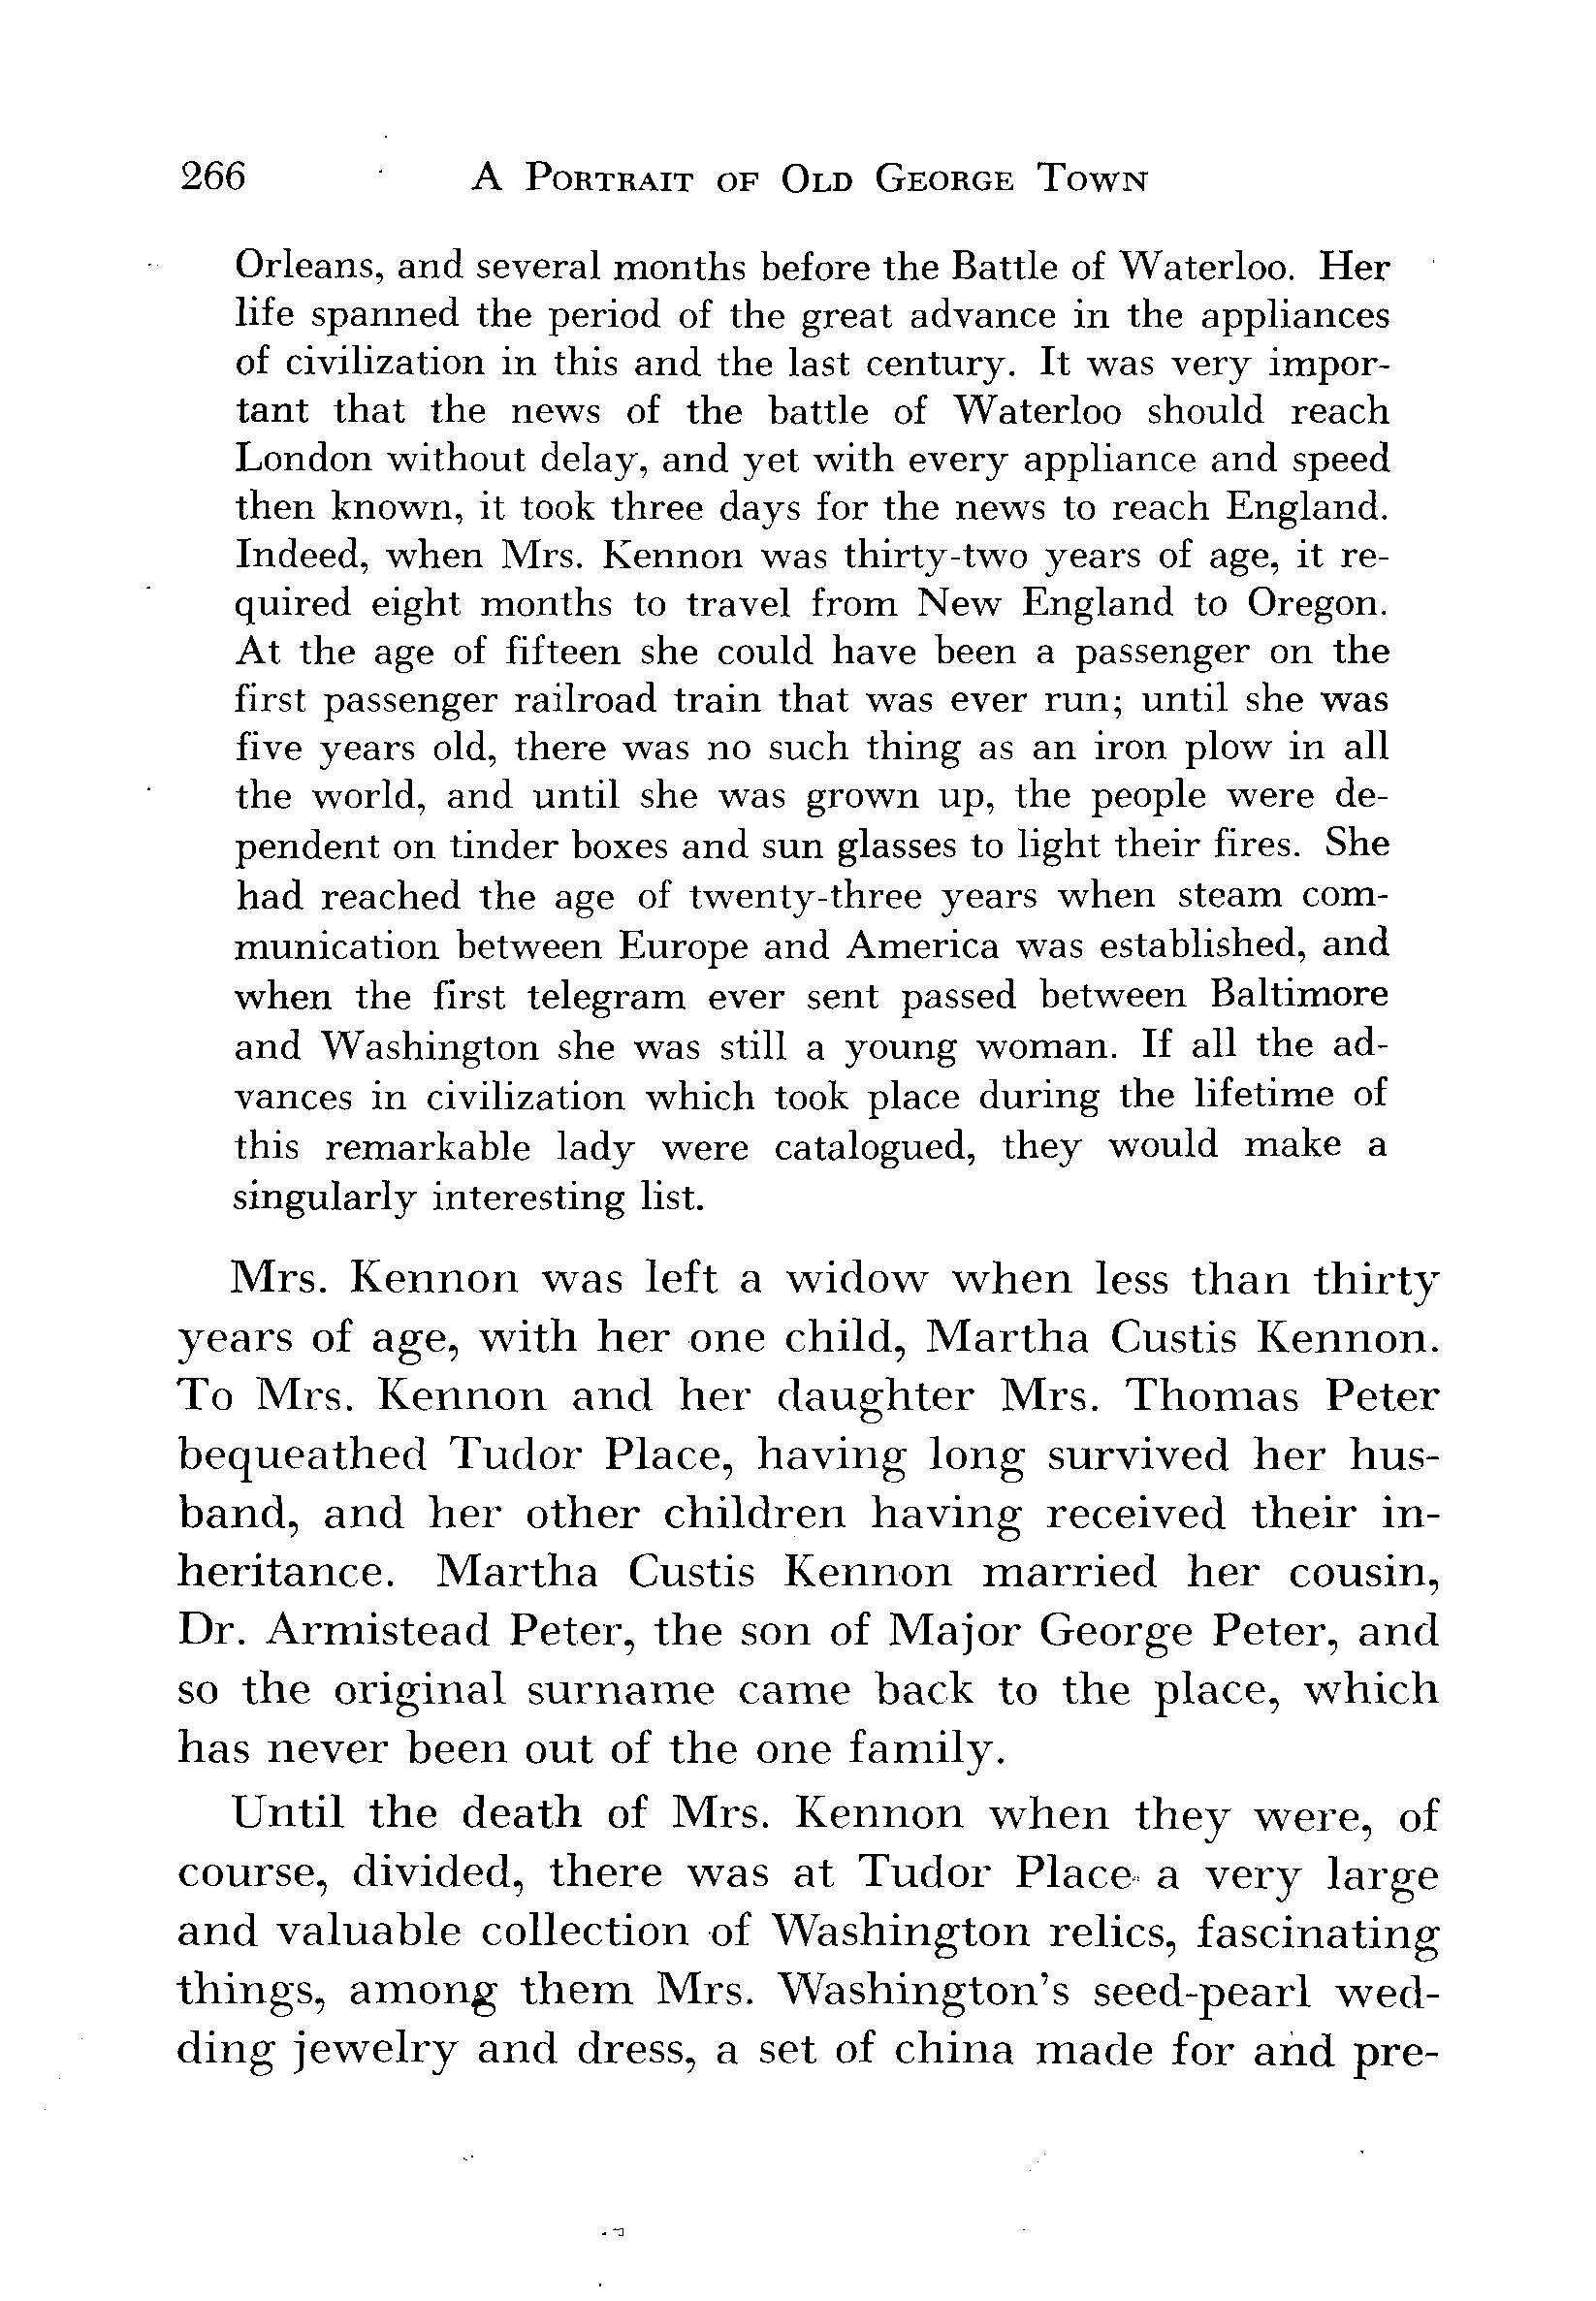 266 A Portrait of Old George Town
Orleans, and several months before the Battle of Waterloo. Her
life spanned the period of the great advance in the appliances
of civilization in this and the last century. It was very impor-
tant that the news of the battle of Waterloo should reach
London without delay, and yet with every appliance and speed
then known, it took three days for the news to reach England.
Indeed, when Mrs. Kennon was thirty-two years of age, it re-
quired eight months to travel from New England to Oregon.
At the age of fifteen she could have been a passenger on the
first passenger railroad train that was ever run; until she was
five years old, there was no such thing as an iron plow in all
the world, and until she was grown up, the people were de-
pendent on tinder boxes and sun glasses to light their fires. She
had reached the age of twenty-three years when steam com-
munication between Europe and America was established, and
when the first telegram ever sent passed between Baltimore
and Washington she was still a young woman. If all the ad-
vances in civilization which took place during the lifetime of
this remarkable lady were catalogued, they would make a
singularly interesting list.
Mrs. Kennon was left a widow when less than thirty
years of age, with her one child, Martha Custis Kennon.
To Mrs. Kennon and her daughter Mrs. Thomas Peter
bequeathed Tudor Place, having long survived her hus-
band, and her other children having received their in-
heritance. Martha Custis Kennon married her cousin,
Dr. Armistead Peter, the son of Major George Peter, and
so the original surname came back to the place, which
has never been out of the one family.
Until the death of Mrs. Kennon when they were, of
course, divided, there was at Tudor Place a very large
and valuable collection of Washington relics, fascinating
things, among them Mrs. Washington's seed-pearl wed-
ding jewelry and dress, a set of china made for and pre-